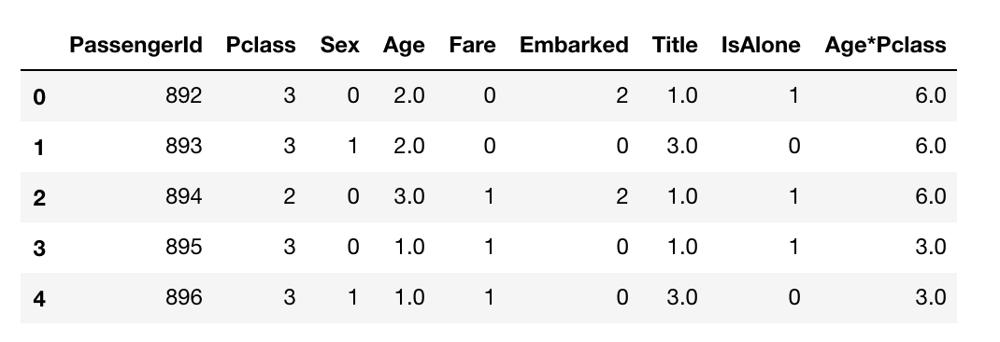 PassengerId Pclass Sex Age Fare Embarked Title IsAlone Age*Pclass
0 892 3 0 2.0 0 2 1.0 1 6.0
1 893 3 1 2.0 0 0 3.0 0 6.0
2 894 2 0 3.0 1 2 1.0 1 6.0
3 895 3 0 1.0 1 0 1.0 1 3.0
4 896 3 1 1.0 1 0 3.0 0 3.0